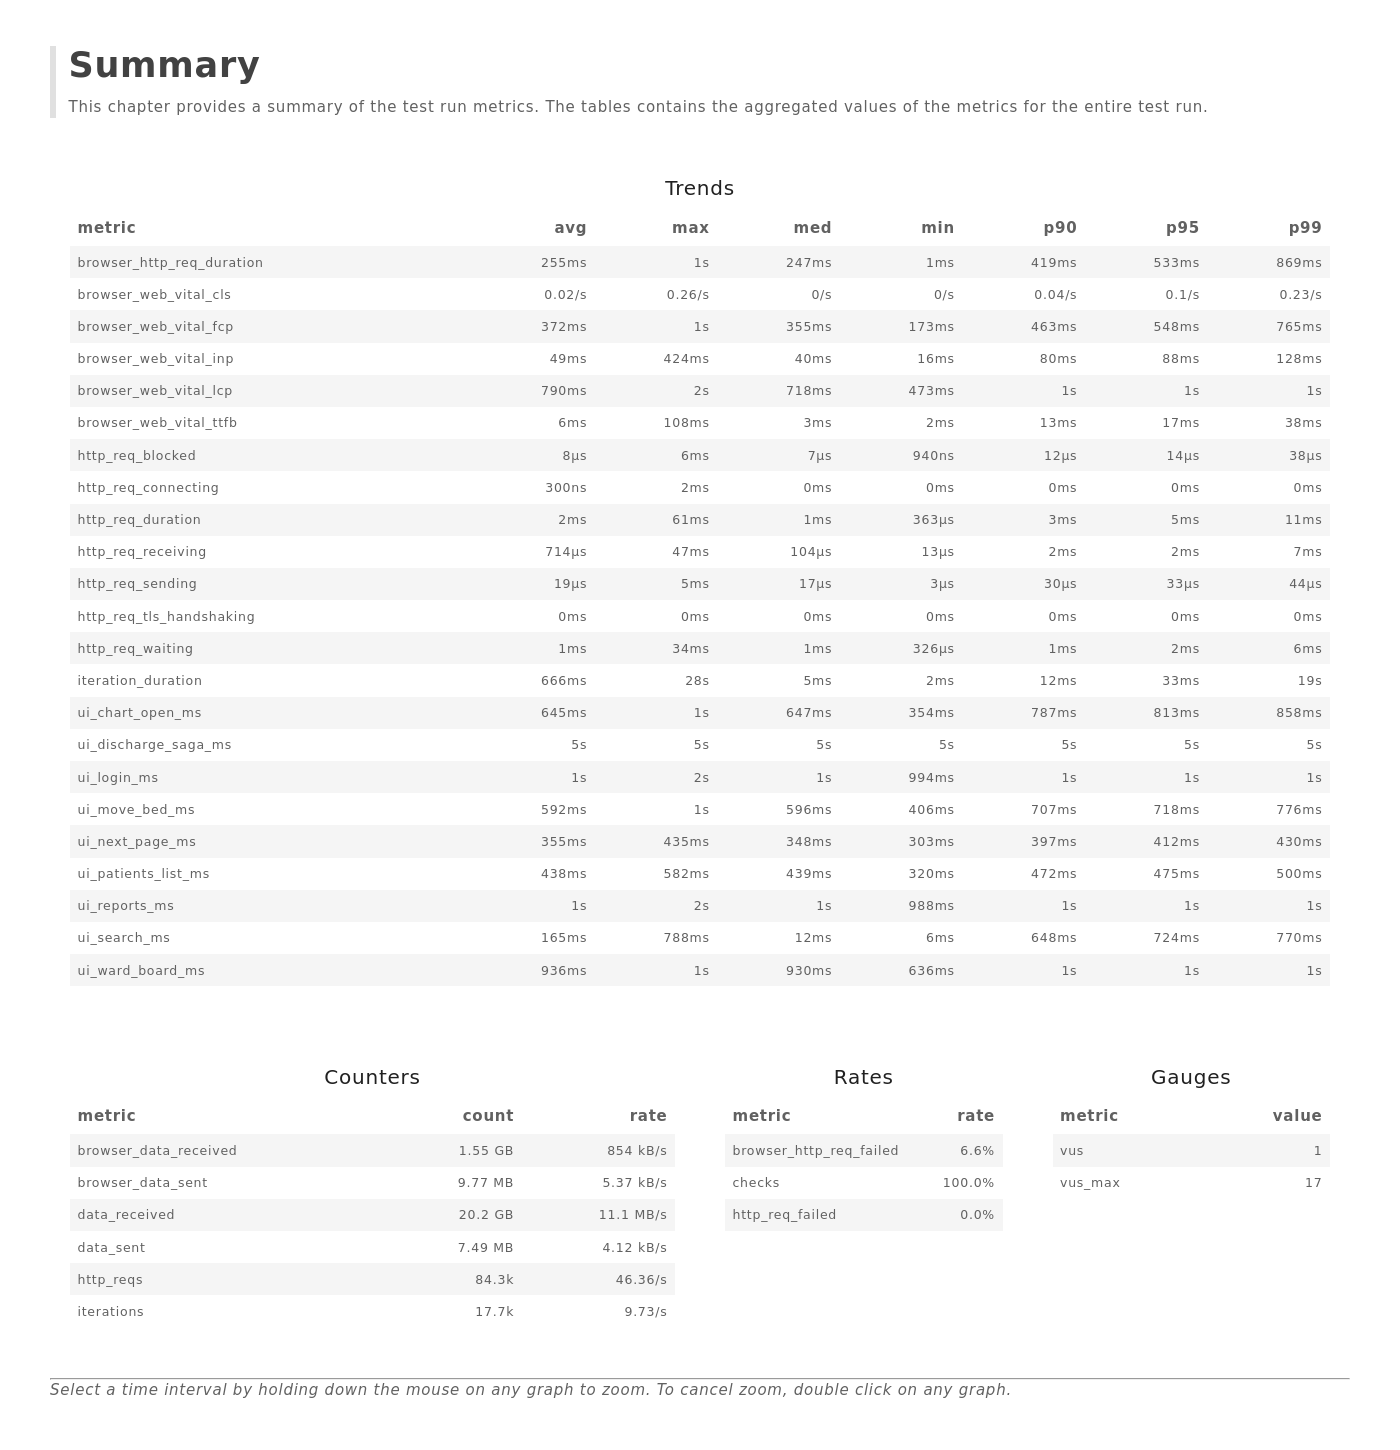 Summary
This chapter provides a summary of the test run metrics. The tables contains the aggregated values of the metrics for the entire test run.
Trends
metric avg max med min p90 p95 p99
browser_http_req_duration 255ms 1s 247ms 1ms 419ms 533ms 869ms
browser_web_vital_cls 0.02/s 0.26/s 0/s 0/s 0.04/s 0.1/s 0.23/s
browser_web_vital_fcp 372ms 1s 355ms 173ms 463ms 548ms 765ms
browser_web_vital_inp 49ms 424ms 40ms 16ms 80ms 88ms 128ms
browser_web_vital_lcp 790ms 2s 718ms 473ms 1s 1s 1s
browser_web_vital_ttfb 6ms 108ms 3ms 2ms 13ms 17ms 38ms
http_req_blocked 8µs 6ms 7µs 940ns 12µs 14µs 38µs
http_req_connecting 300ns 2ms 0ms 0ms 0ms 0ms 0ms
http_req_duration 2ms 61ms 1ms 363µs 3ms 5ms 11ms
http_req_receiving 714µs 47ms 104µs 13µs 2ms 2ms 7ms
http_req_sending 19µs 5ms 17µs 3µs 30µs 33µs 44µs
http_req_tls_handshaking 0ms 0ms 0ms 0ms 0ms 0ms 0ms
http_req_waiting 1ms 34ms 1ms 326µs 1ms 2ms 6ms
iteration_duration 666ms 28s 5ms 2ms 12ms 33ms 19s
ui_chart_open_ms 645ms 1s 647ms 354ms 787ms 813ms 858ms
ui_discharge_saga_ms 5s 5s 5s 5s 5s 5s 5s
ui_login_ms 1s 2s 1s 994ms 1s 1s 1s
ui_move_bed_ms 592ms 1s 596ms 406ms 707ms 718ms 776ms
ui_next_page_ms 355ms 435ms 348ms 303ms 397ms 412ms 430ms
ui_patients_list_ms 438ms 582ms 439ms 320ms 472ms 475ms 500ms
ui_reports_ms 1s 2s 1s 988ms 1s 1s 1s
ui_search_ms 165ms 788ms 12ms 6ms 648ms 724ms 770ms
ui_ward_board_ms 936ms 1s 930ms 636ms 1s 1s 1s
Counters
metric count rate
browser_data_received 1.55 GB 854 kB/s
browser_data_sent 9.77 MB 5.37 kB/s
data_received 20.2 GB 11.1 MB/s
data_sent 7.49 MB 4.12 kB/s
http_reqs 84.3k 46.36/s
iterations 17.7k 9.73/s
Rates
metric rate
browser_http_req_failed 6.6%
checks 100.0%
http_req_failed 0.0%
Gauges
metric value
vus 1
vus_max 17
Select a time interval by holding down the mouse on any graph to zoom. To cancel zoom, double click on any graph.